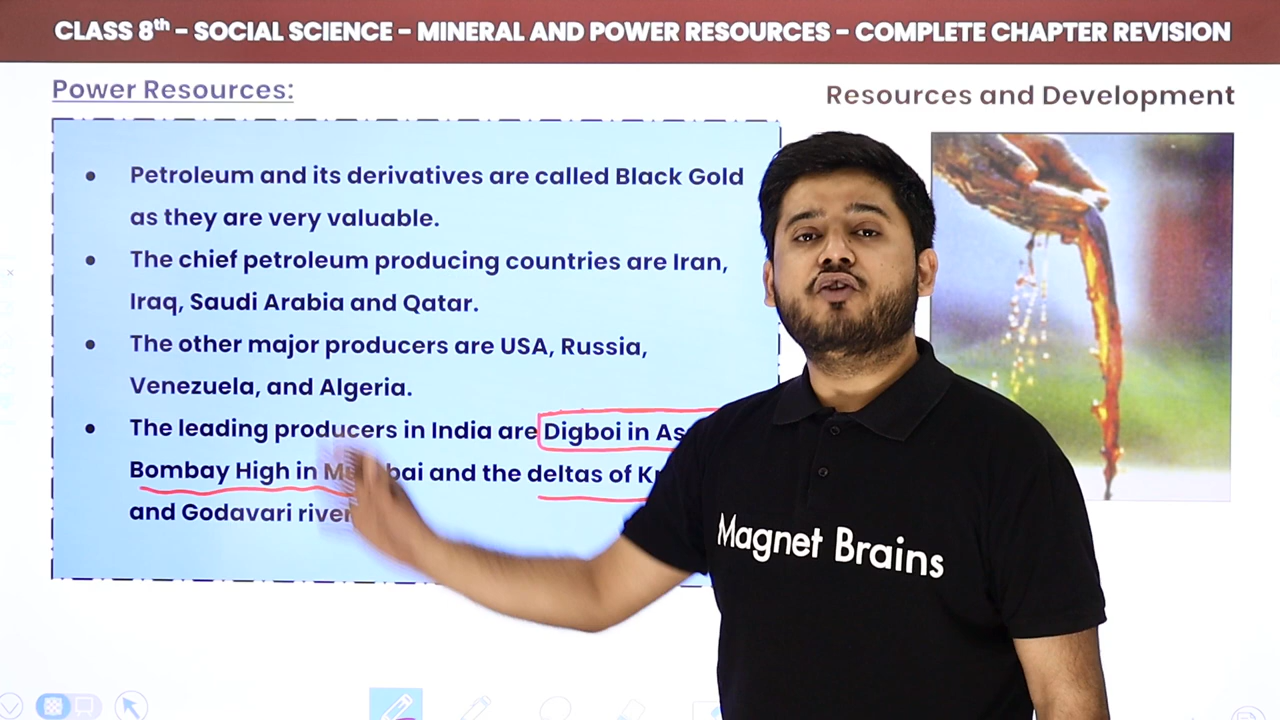 CLASS 8th – SOCIAL SCIENCE – MINERAL AND POWER RESOURCES – COMPLETE CHAPTER REVISION
Power Resources:
Resources and Development
• Petroleum and its derivatives are called Black Gold
as they are very valuable.
• The chief petroleum producing countries are Iran,
Iraq, Saudi Arabia and Qatar.
• The other major producers are USA, Russia,
Venezuela, and Algeria.
• The leading producers in India are Digboi in
Bombay High in and the deltas of
and Godavari
Magnet Brains